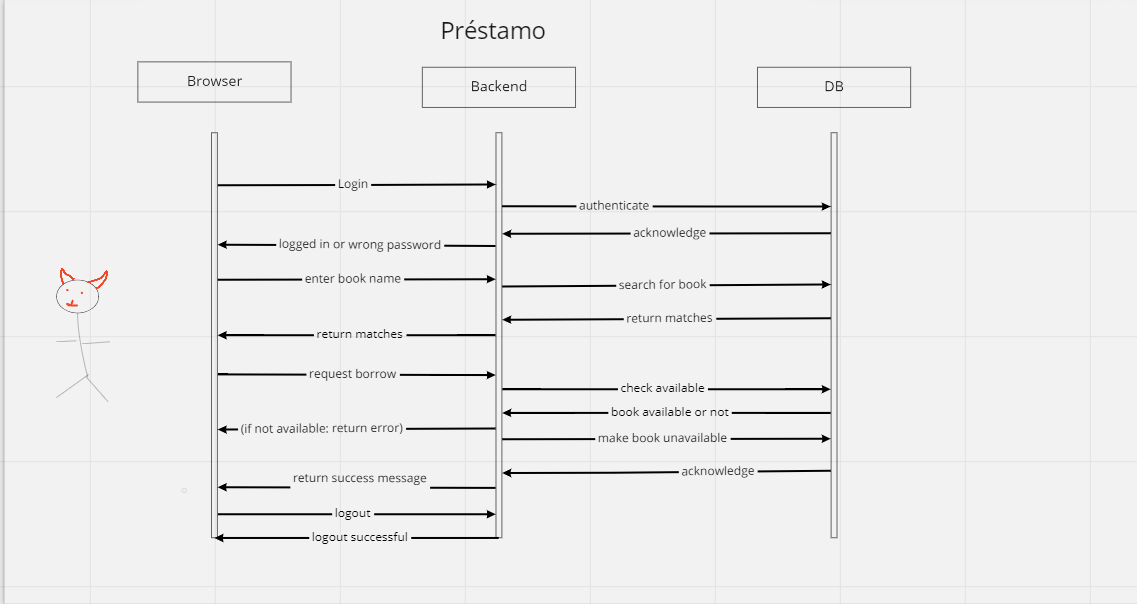 Préstamo
Browser
Backend
DB
Login
authenticate
acknowledge
logged in or wrong password
enter book name
search for book
return matches
return matches
request borrow
check available
book available or not
(if not available: return error)
make book unavailable
acknowledge
return success message
logout
logout successful